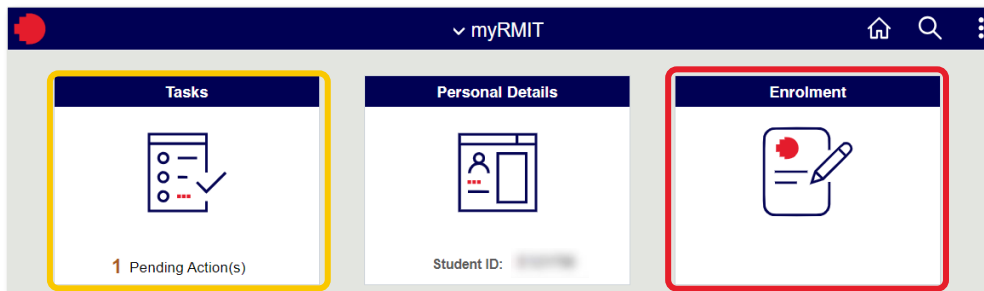 myRMIT
Tasks
Personal Details
Enrolment
1 Pending Action(s)
Student ID: